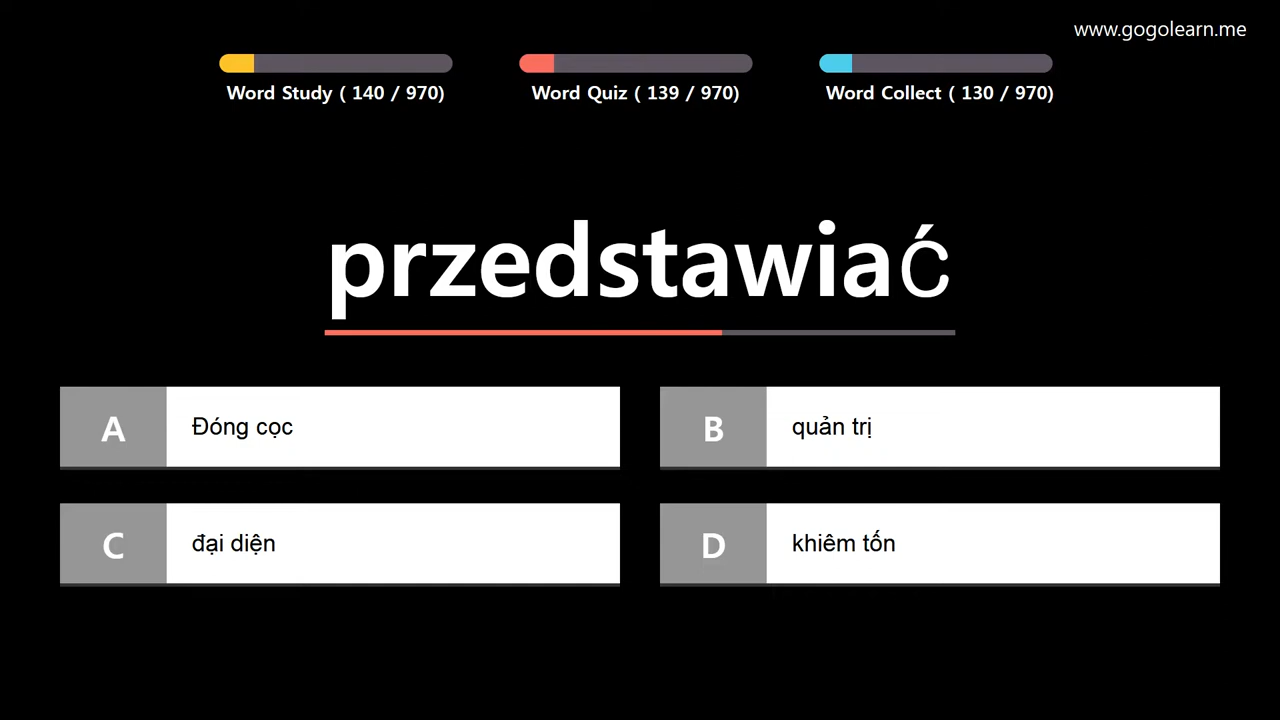 www.gogolearn.me
Word Study ( 140 / 970)
Word Quiz ( 139 / 970)
Word Collect ( 130 / 970)
przedstawiać
A
Đóng cọc
B
quản trị
C
đại diện
D
khiêm tốn